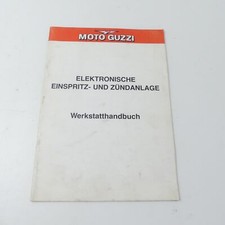 MOTO GUZZI
ELEKTRONISCHE
EINSPRITZ- UND ZÜNDANLAGE
Werkstatthandbuch